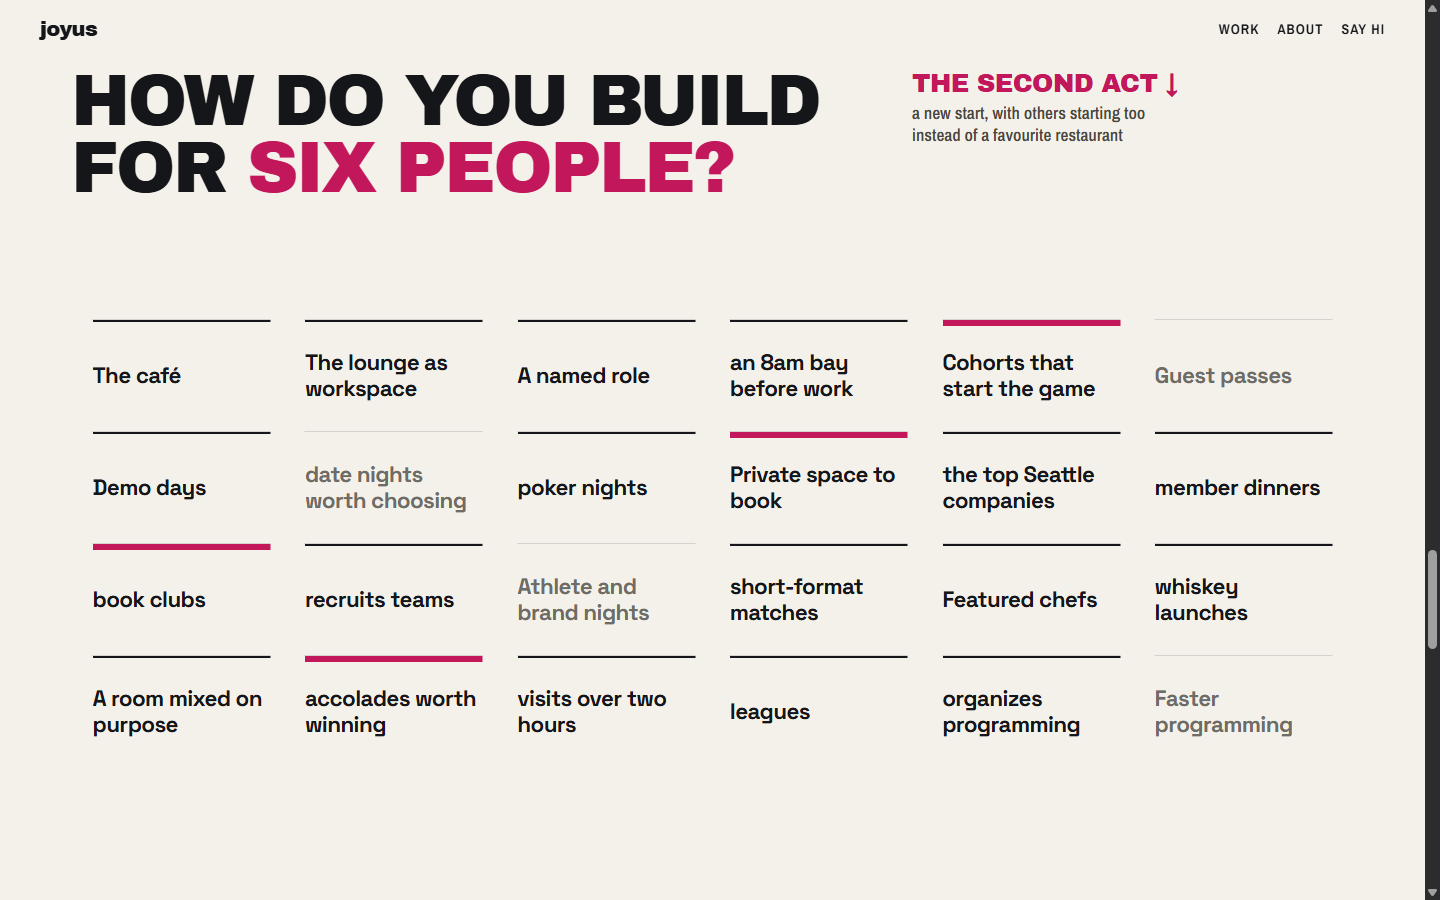 joyus
WORK ABOUT SAY HI
HOW DO YOU BUILD
FOR SIX PEOPLE?
THE SECOND ACT ↓
a new start, with others starting too
instead of a favourite restaurant
The café
The lounge as
workspace
A named role
an 8am bay
before work
Cohorts that
start the game
Guest passes
Demo days
date nights
worth choosing
poker nights
Private space to
book
the top Seattle
companies
member dinners
book clubs
recruits teams
Athlete and
brand nights
short-format
matches
Featured chefs
whiskey
launches
A room mixed on
purpose
accolades worth
winning
visits over two
hours
leagues
organizes
programming
Faster
programming